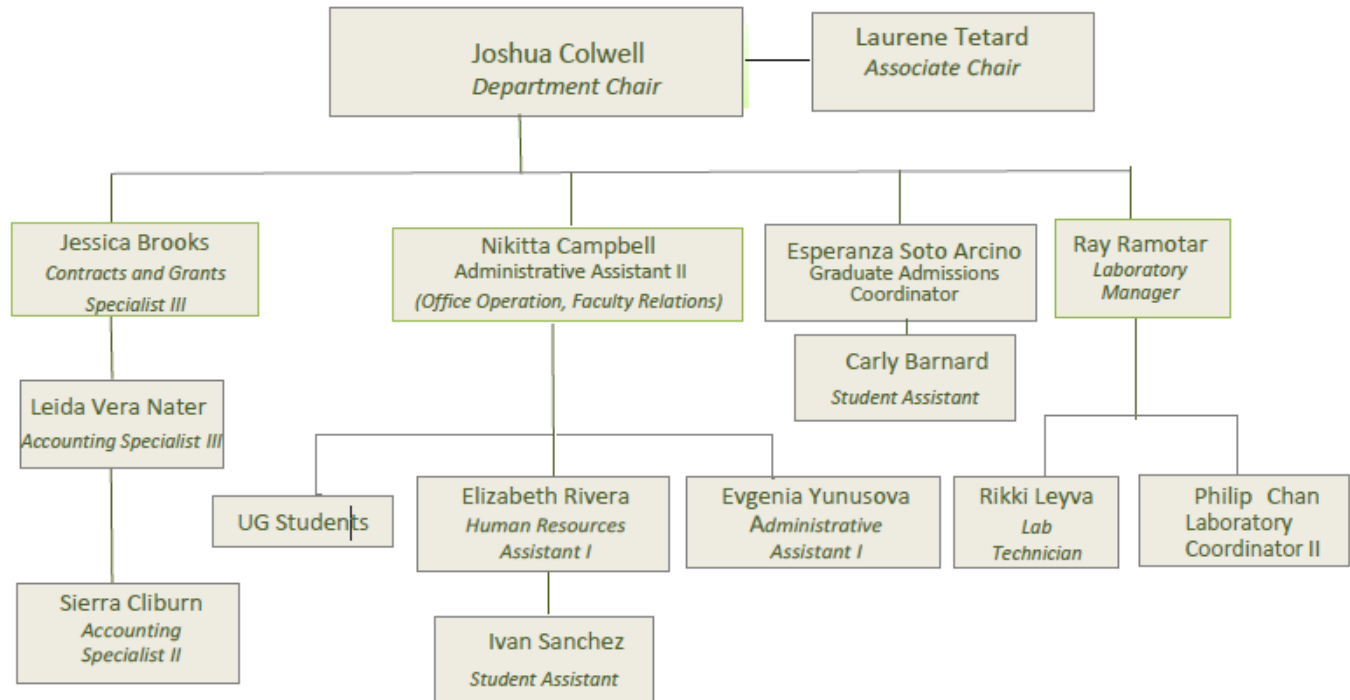 Joshua Colwell
Department Chair
Laurene Tetard
Associate Chair
Jessica Brooks
Contracts and Grants
Specialist III
Nikitta Campbell
Administrative Assistant II
(Office Operation, Faculty Relations)
Esperanza Soto Arcino
Graduate Admissions
Coordinator
Ray Ramotar
Laboratory
Manager
Carly Barnard
Student Assistant
Leida Vera Nater
Accounting Specialist III
UG Students
Elizabeth Rivera
Human Resources
Assistant I
Evgenia Yunusova
Administrative
Assistant I
Rikki Leyva
Lab
Technician
Philip Chan
Laboratory
Coordinator II
Sierra Cliburn
Accounting
Specialist II
Ivan Sanchez
Student Assistant